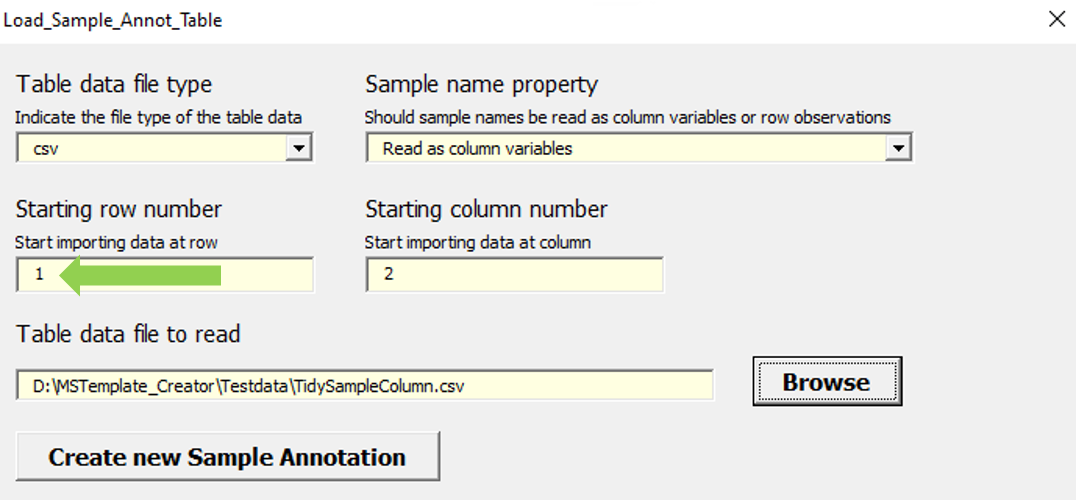 Load_Sample_Annot_Table
Table data file type
Indicate the file type of the table data
csv
Sample name property
Should sample names be read as column variables or row observations
Read as column variables
Starting row number
Start importing data at row
1
Starting column number
Start importing data at column
2
Table data file to read
D:\MSTemplate_Creator\Testdata\TidySampleColumn.csv
Browse
Create new Sample Annotation